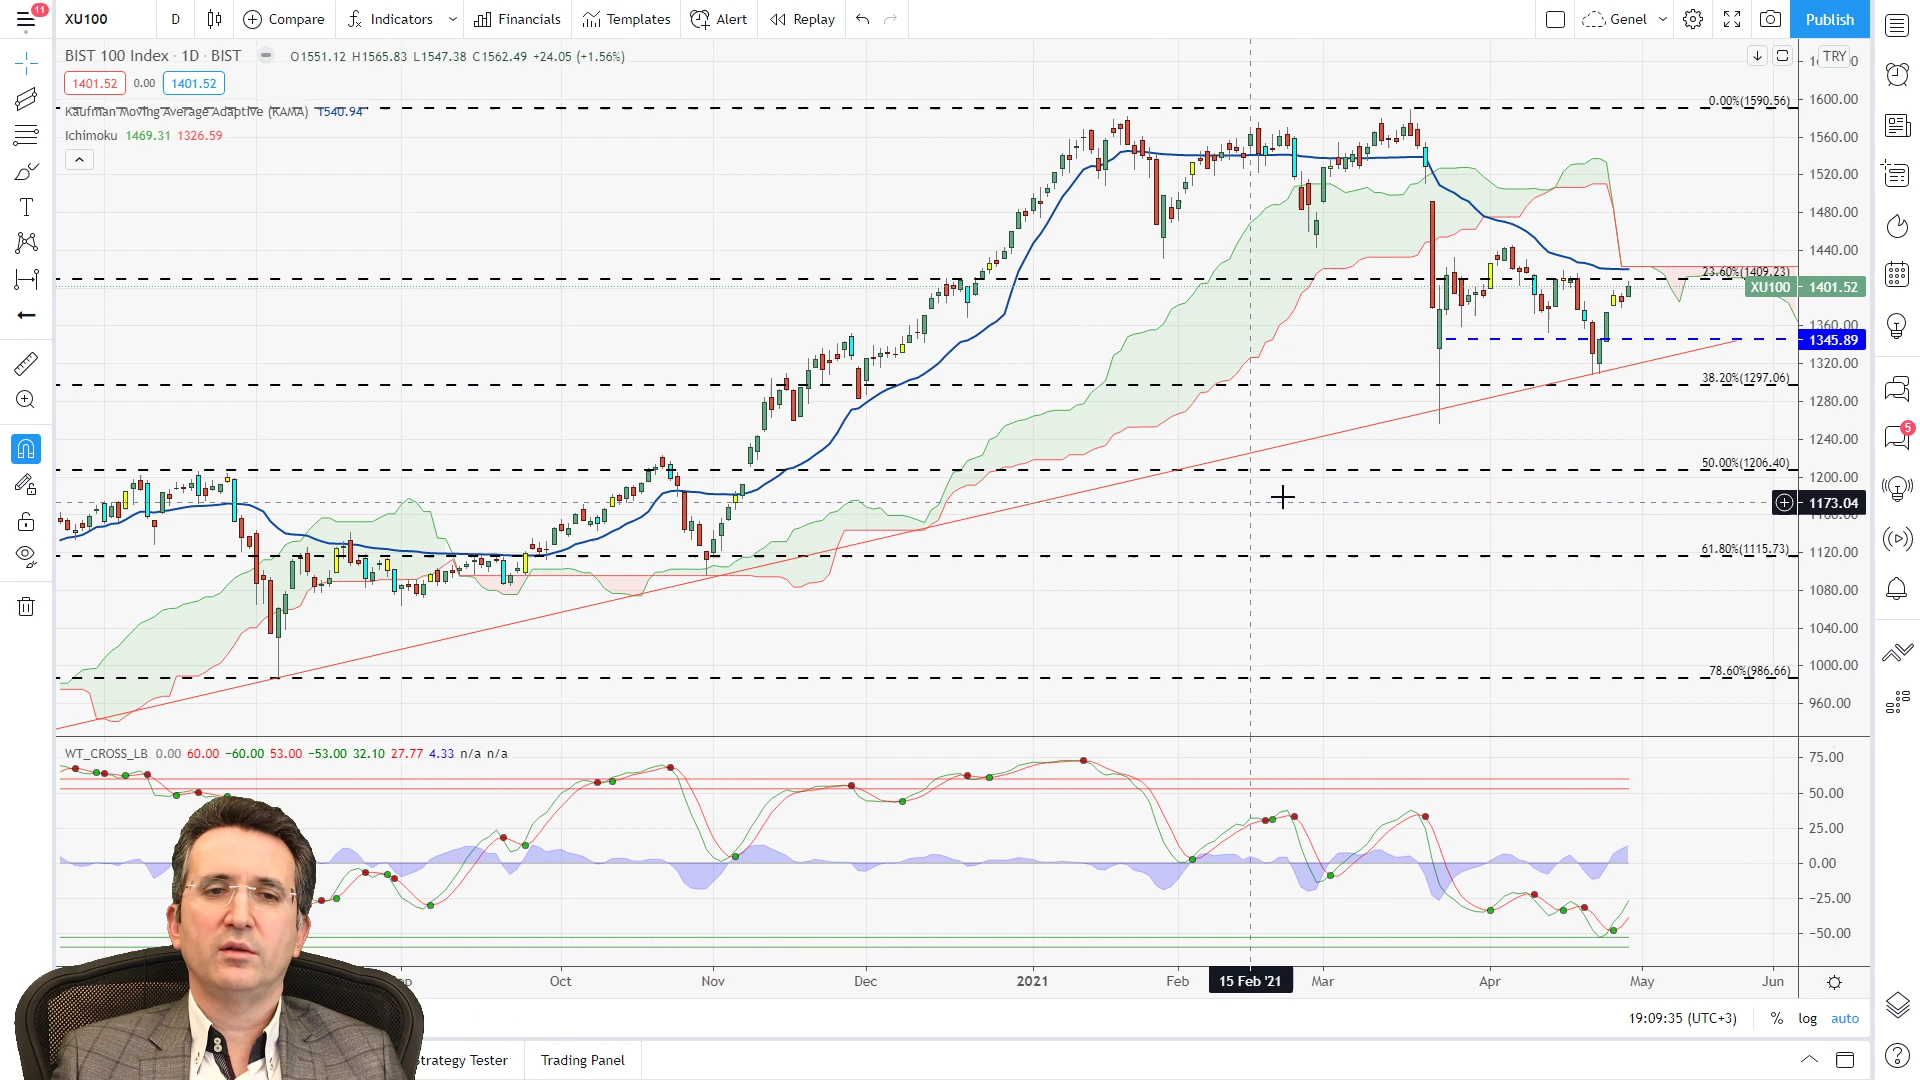 11
XU100 D Compare Indicators Financials Templates Alert Replay Genel Publish
BIST 100 Index · 1D · BIST O1551.12 H1565.83 L1547.38 C1562.49 +24.05 (+1.56%)
TRY
1401.52 0.00 1401.52
Kaufman Moving Average Adaptive (KAMA) 1540.94
Ichimoku 1469.31 1326.59
0.00%(1590.56)
1600.00
1560.00
1520.00
1480.00
1440.00
23.60%(1409.23)
XU100 1401.52
1360.00
1345.89
1320.00
38.20%(1297.06)
1280.00
1240.00
50.00%(1206.40)
1200.00
1173.04
61.80%(1115.73)
1120.00
1080.00
1040.00
78.60%(986.66)
1000.00
960.00
WT_CROSS_LB 0.00 60.00 −60.00 53.00 −53.00 32.10 27.77 4.33 n/a n/a
75.00
50.00
25.00
0.00
−25.00
−50.00
Oct Nov Dec 2021 Feb 15 Feb '21 Mar Apr May Jun
19:09:35 (UTC+3) % log auto
Tester Trading Panel
5